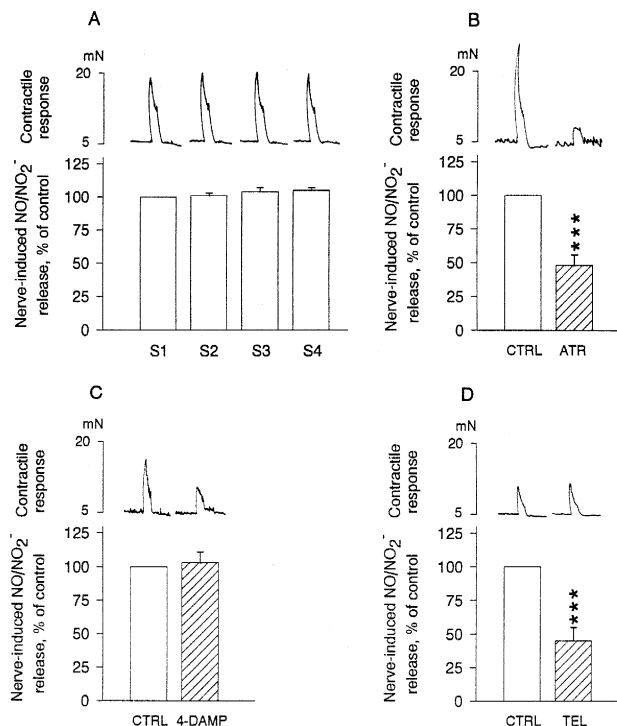 A
mN
20
5
Contractile
response
125
100
75
50
25
0
Nerve-induced NO/NO₂⁻
release, % of control
S1 S2 S3 S4
B
mN
20
5
Contractile
response
125
100
75
50
25
0
Nerve-induced NO/NO₂⁻
release, % of control
***
CTRL ATR
C
mN
20
5
Contractile
response
125
100
75
50
25
0
Nerve-induced NO/NO₂⁻
release, % of control
CTRL 4-DAMP
D
mN
20
5
Contractile
response
125
100
75
50
25
0
Nerve-induced NO/NO₂⁻
release, % of control
***
CTRL TEL